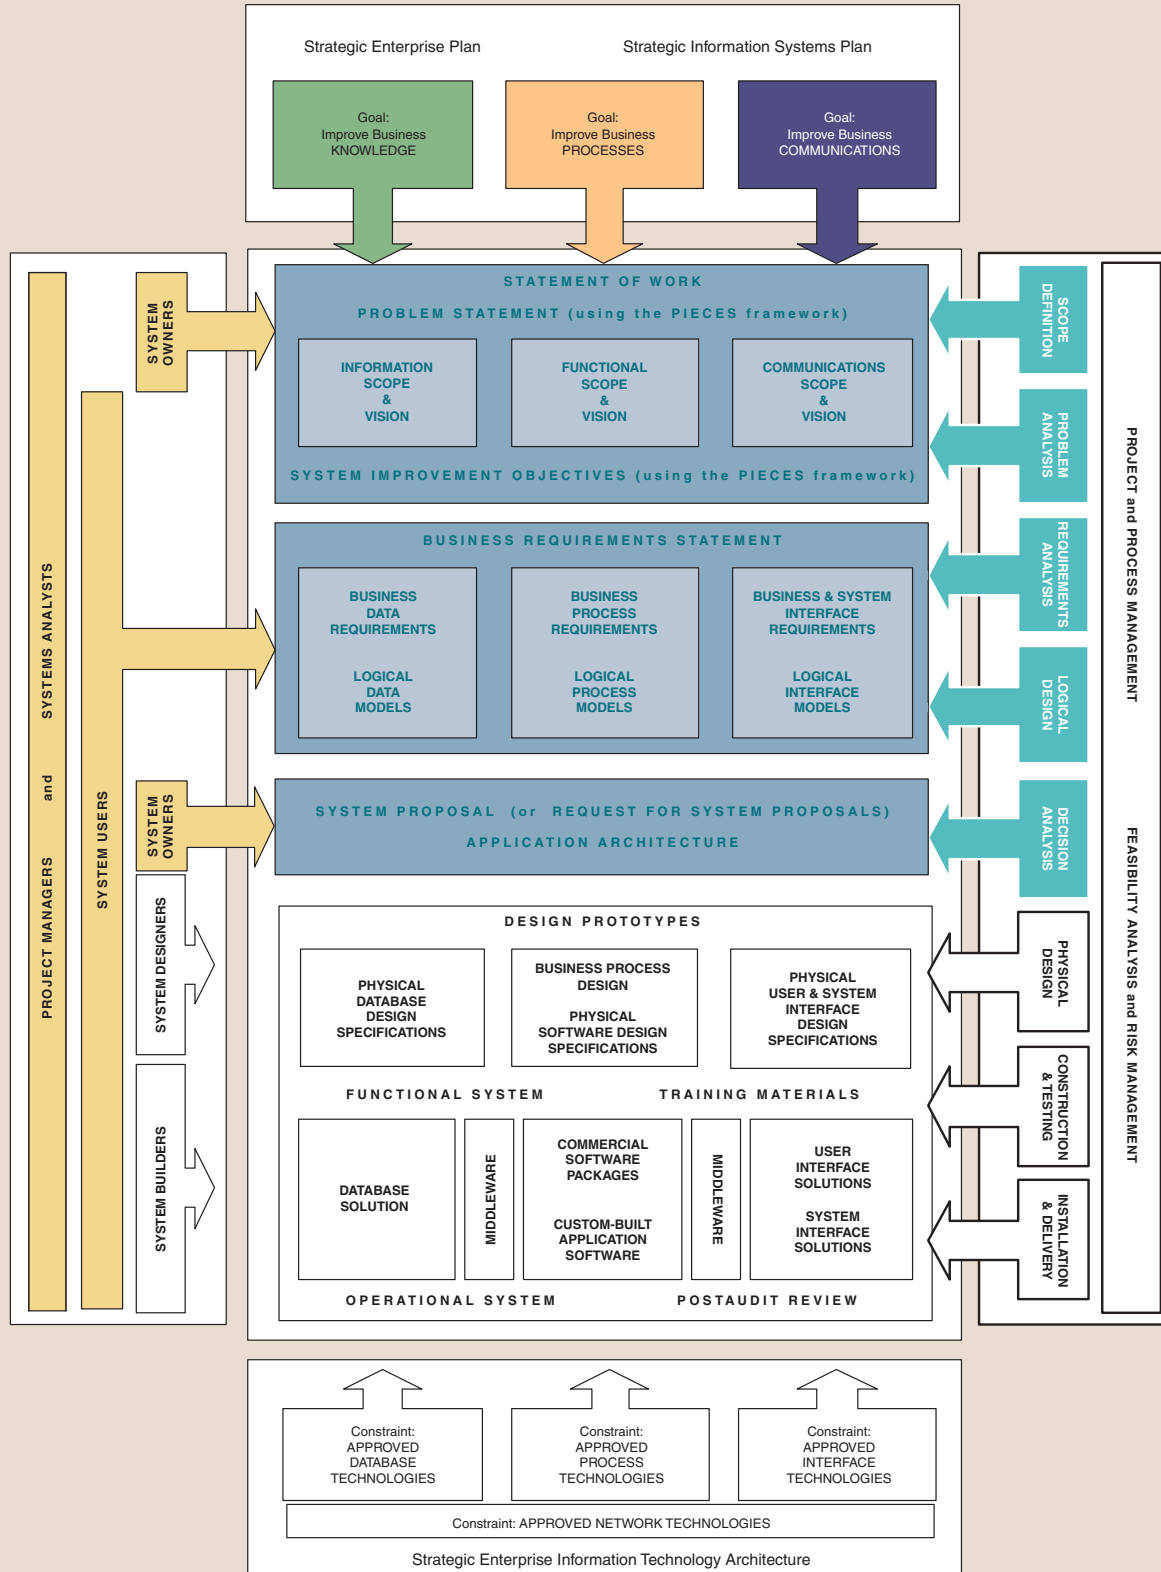 Strategic Enterprise Plan
Strategic Information Systems Plan
Goal:
Improve Business
KNOWLEDGE
Goal:
Improve Business
PROCESSES
Goal:
Improve Business
COMMUNICATIONS
PROJECT MANAGERS and SYSTEMS ANALYSTS
SYSTEM USERS
SYSTEM
OWNERS
SYSTEM
OWNERS
SYSTEM DESIGNERS
SYSTEM BUILDERS
STATEMENT OF WORK
PROBLEM STATEMENT (using the PIECES framework)
INFORMATION
SCOPE
&
VISION
FUNCTIONAL
SCOPE
&
VISION
COMMUNICATIONS
SCOPE
&
VISION
SYSTEM IMPROVEMENT OBJECTIVES (using the PIECES framework)
BUSINESS REQUIREMENTS STATEMENT
BUSINESS
DATA
REQUIREMENTS
LOGICAL
DATA
MODELS
BUSINESS
PROCESS
REQUIREMENTS
LOGICAL
PROCESS
MODELS
BUSINESS & SYSTEM
INTERFACE
REQUIREMENTS
LOGICAL
INTERFACE
MODELS
SYSTEM PROPOSAL (or REQUEST FOR SYSTEM PROPOSALS)
APPLICATION ARCHITECTURE
DESIGN PROTOTYPES
PHYSICAL
DATABASE
DESIGN
SPECIFICATIONS
BUSINESS PROCESS
DESIGN
PHYSICAL
SOFTWARE DESIGN
SPECIFICATIONS
PHYSICAL
USER & SYSTEM
INTERFACE
DESIGN
SPECIFICATIONS
FUNCTIONAL SYSTEM
TRAINING MATERIALS
DATABASE
SOLUTION
MIDDLEWARE
COMMERCIAL
SOFTWARE
PACKAGES
CUSTOM-BUILT
APPLICATION
SOFTWARE
MIDDLEWARE
USER
INTERFACE
SOLUTIONS
SYSTEM
INTERFACE
SOLUTIONS
OPERATIONAL SYSTEM
POSTAUDIT REVIEW
SCOPE
DEFINITION
PROBLEM
ANALYSIS
REQUIREMENTS
ANALYSIS
LOGICAL
DESIGN
DECISION
ANALYSIS
PHYSICAL
DESIGN
CONSTRUCTION
& TESTING
INSTALLATION
& DELIVERY
PROJECT and PROCESS MANAGEMENT
FEASIBILITY ANALYSIS and RISK MANAGEMENT
Constraint:
APPROVED
DATABASE
TECHNOLOGIES
Constraint:
APPROVED
PROCESS
TECHNOLOGIES
Constraint:
APPROVED
INTERFACE
TECHNOLOGIES
Constraint: APPROVED NETWORK TECHNOLOGIES
Strategic Enterprise Information Technology Architecture